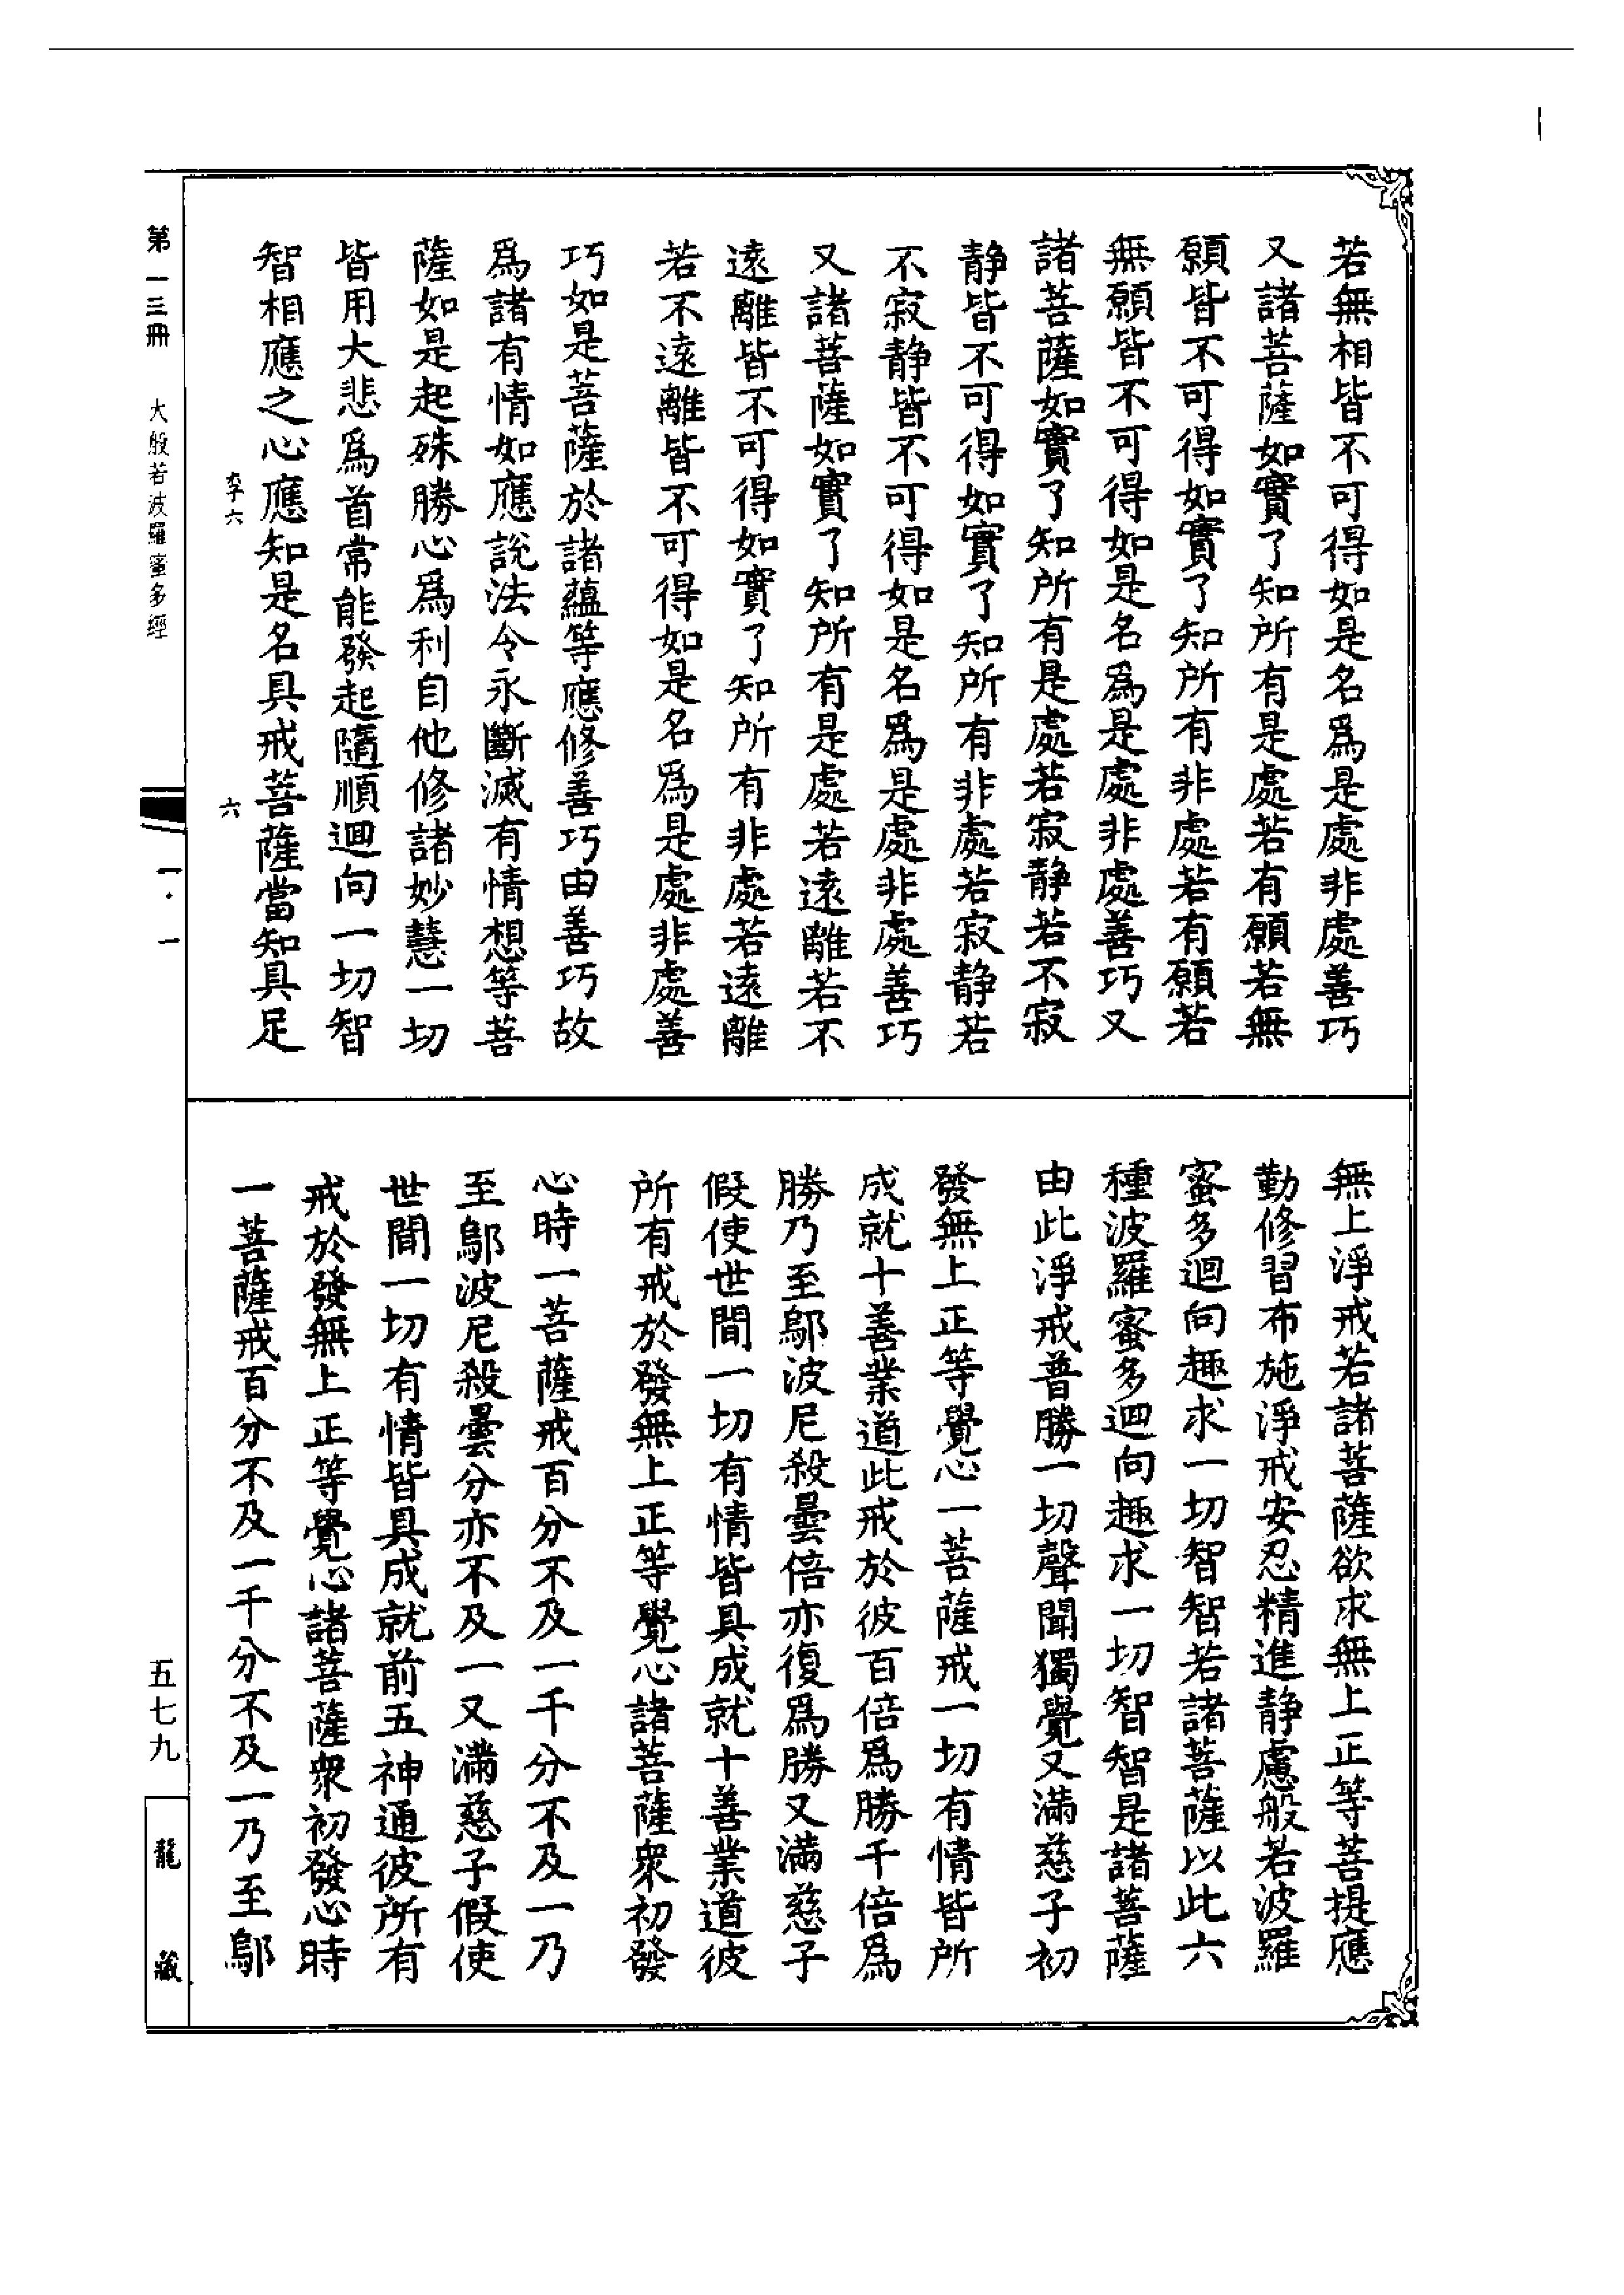 若無相皆不可得如是名爲是處非處善巧
又諸菩薩如實了知所有是處若有願若無
願皆不可得如實了知所有非處若有願若
無願皆不可得如是名爲是處非處善巧又
諸菩薩如實了知所有是處若寂靜若不寂
靜皆不可得如實了知所有非處若寂靜若
不寂靜皆不可得如是名爲是處非處善巧
又諸菩薩如實了知所有是處若遠離若不
遠離皆不可得如實了知所有非處若遠離
若不遠離皆不可得如是名爲是處非處善
巧如是菩薩於諸蘊等應修善巧由善巧故
爲諸有情如應說法令永斷滅有情想等菩
薩如是起殊勝心爲利自他修諸妙慧一切
皆用大悲爲首常能發起隨順迴向一切智
智相應之心應知是名具戒菩薩當知具足
李六
六
無上淨戒若諸菩薩欲求無上正等菩提應
勤修習布施淨戒安忍精進靜慮般若波羅
蜜多迴向趣求一切智智若諸菩薩以此六
種波羅蜜多迴向趣求一切智智是諸菩薩
由此淨戒普勝一切聲聞獨覺又滿慈子初
發無上正等覺心一菩薩戒一切有情皆所
成就十善業道此戒於彼百倍爲勝千倍爲
勝乃至鄔波尼殺曇倍亦復爲勝又滿慈子
假使世間一切有情皆具成就十善業道彼
所有戒於發無上正等覺心諸菩薩衆初發
心時一菩薩戒百分不及一千分不及一乃
至鄔波尼殺曇分亦不及一又滿慈子假使
世間一切有情皆具成就前五神通彼所有
戒於發無上正等覺心諸菩薩衆初發心時
一菩薩戒百分不及一千分不及一乃至鄔
第一三冊 大般若波羅蜜多經
一·一
五七九
龍藏